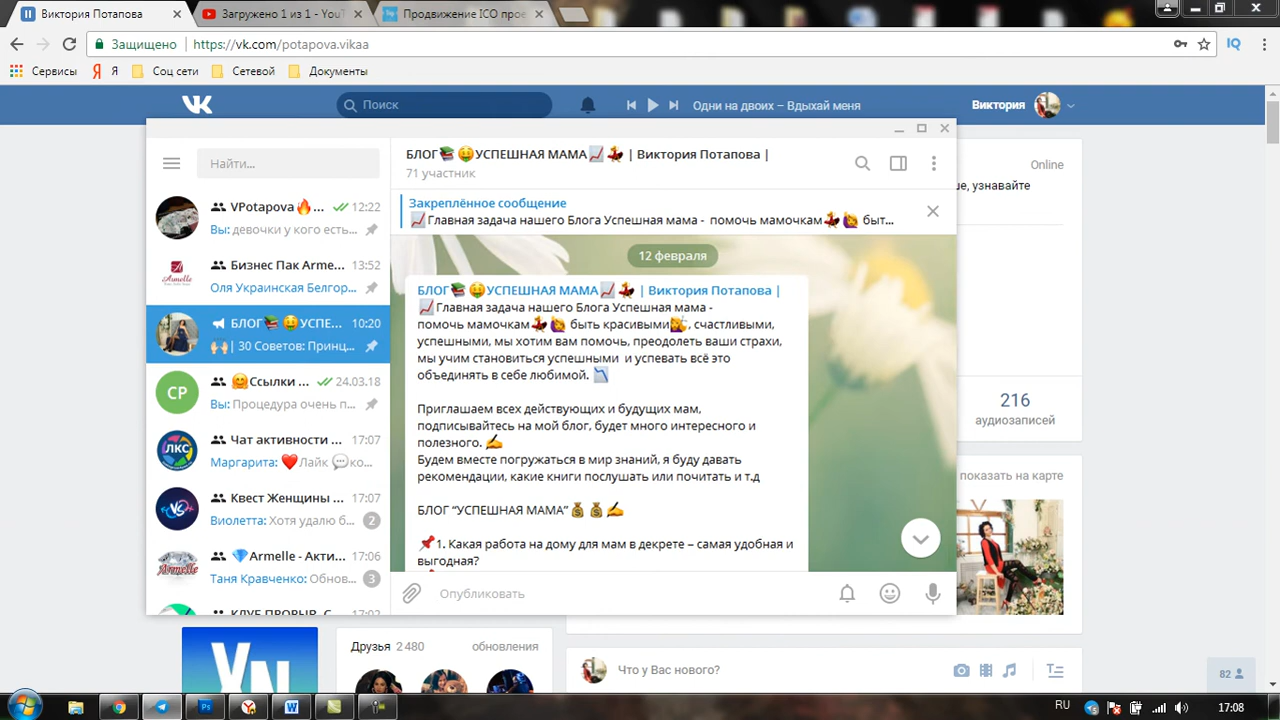 Виктория Потапова
Загружено 1 из 1 - YouT
Продвижение ICO прое
Защищено
https://vk.com/potapova.vikaa
Сервисы
Я
Соц сети
Сетевой
Документы
Поиск
Одни на двоих – Вдыхай меня
Виктория
Найти...
БЛОГ📚🤑УСПЕШНАЯ МАМА📈💃 | Виктория Потапова |
71 участник
Закреплённое сообщение
📈Главная задача нашего Блога Успешная мама - помочь мамочкам💃🙋 быт...
VPotapova🔥... 12:22
Вы: девочки у кого есть...
Бизнес Пак Arme... 13:52
Оля Украинская Белгор...
БЛОГ📚🤑УСПЕ... 10:20
🙌🏻| 30 Советов: Принц...
СР
🤗Ссылки ... 24.03.18
Вы: Процедура очень п...
ЛКС
Чат активности ... 17:07
Маргарита: ❤Лайк 💬ко...
Квест Женщины ... 17:07
Виолетта: Хотя удалю б... 2
💎Armelle - Акти... 17:06
Таня Кравченко: Обнов... 3
КЛУБ ПРОРЫВ. С 17:02
12 февраля
БЛОГ📚🤑УСПЕШНАЯ МАМА📈💃 | Виктория Потапова |
📈Главная задача нашего Блога Успешная мама -
помочь мамочкам💃🙋 быть красивыми💁, счастливыми,
успешными, мы хотим вам помочь, преодолеть ваши страхи,
мы учим становиться успешными и успевать всё это
объединять в себе любимой. 📉
Приглашаем всех действующих и будущих мам,
подписывайтесь на мой блог, будет много интересного и
полезного. ✍
Будем вместе погружаться в мир знаний, я буду давать
рекомендации, какие книги послушать или почитать и т.д
БЛОГ “УСПЕШНАЯ МАМА”💰💰✍
📌1. Какая работа на дому для мам в декрете – самая удобная и
выгодная?
Опубликовать
Online
ше, узнавайте
216
аудиозаписей
показать на карте
Друзья 2 480
обновления
Что у Вас нового?
82
RU
17:08